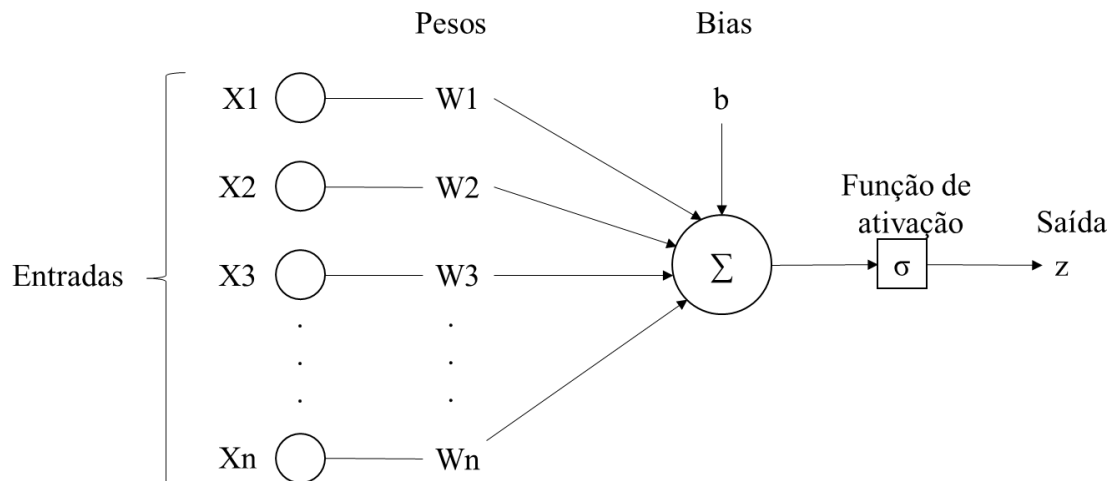 Pesos
Bias
X1
W1
b
X2
W2
Função de
ativação
Saída
Entradas
X3
W3
Σ
σ
z
.
.
.
.
.
.
Xn
Wn